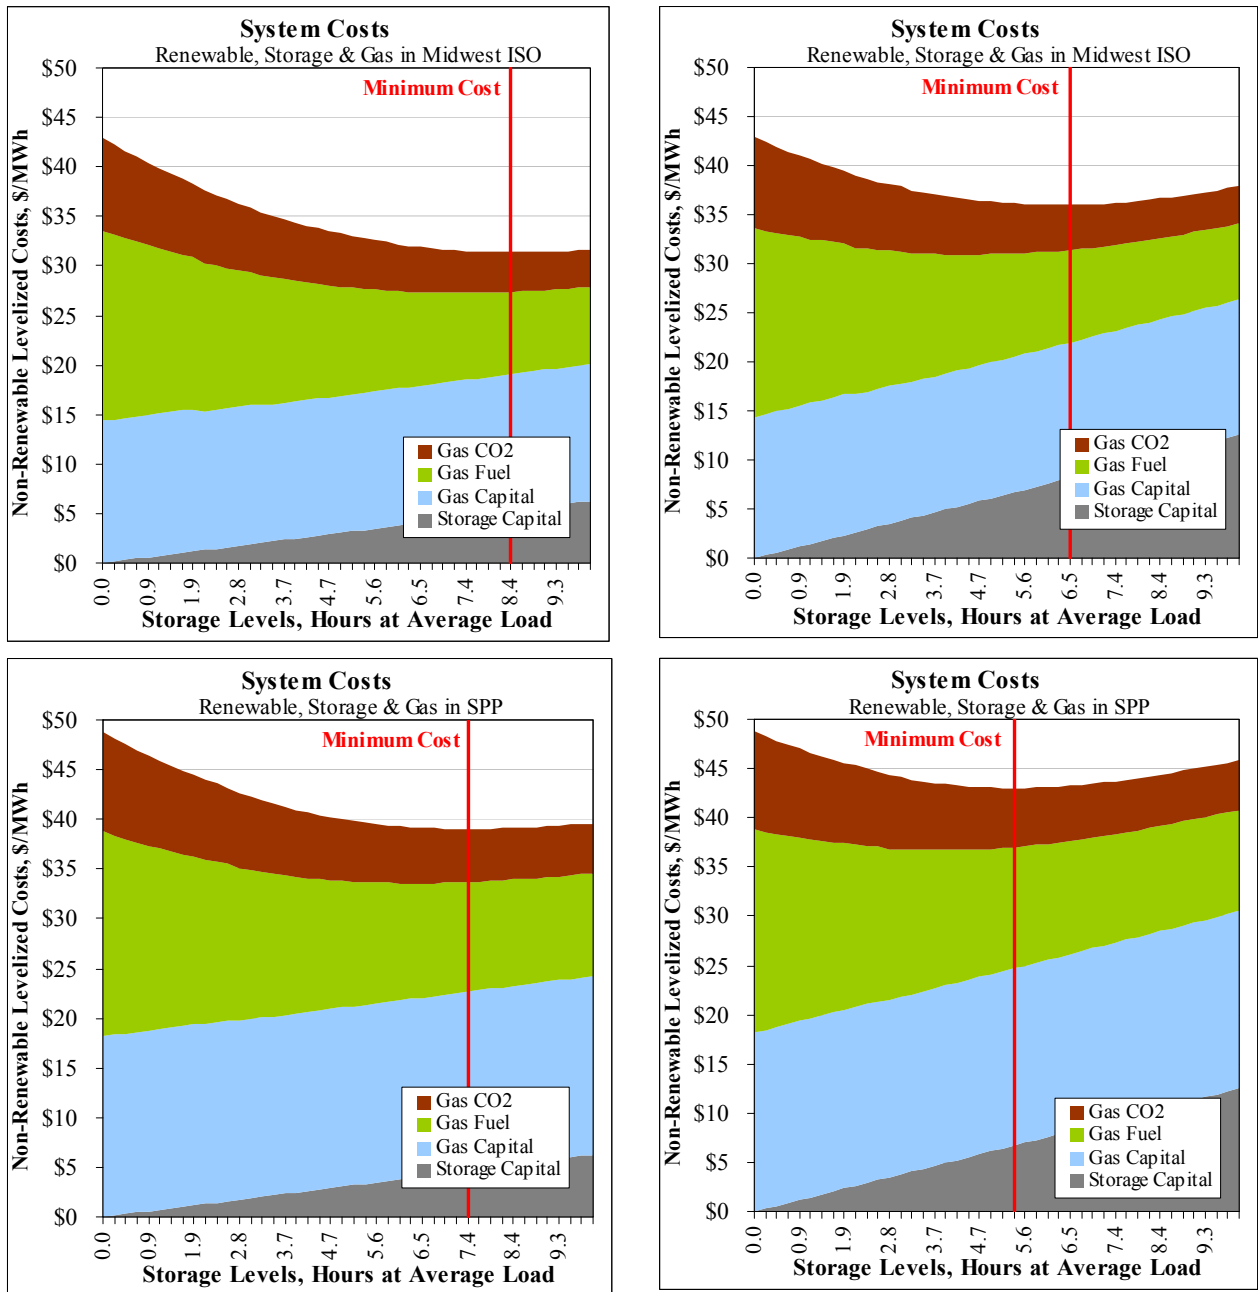 System Costs
Renewable, Storage & Gas in Midwest ISO
Minimum Cost
Non-Renewable Levelized Costs, $/MWh
$50
$45
$40
$35
$30
$25
$20
$15
$10
$5
$0
Gas CO2
Gas Fuel
Gas Capital
Storage Capital
0.0 0.9 1.9 2.8 3.7 4.7 5.6 6.5 7.4 8.4 9.3
Storage Levels, Hours at Average Load
System Costs
Renewable, Storage & Gas in Midwest ISO
Minimum Cost
Non-Renewable Levelized Costs, $/MWh
$50
$45
$40
$35
$30
$25
$20
$15
$10
$5
$0
Gas CO2
Gas Fuel
Gas Capital
Storage Capital
0.0 0.9 1.9 2.8 3.7 4.7 5.6 6.5 7.4 8.4 9.3
Storage Levels, Hours at Average Load
System Costs
Renewable, Storage & Gas in SPP
Minimum Cost
Non-Renewable Levelized Costs, $/MWh
$50
$45
$40
$35
$30
$25
$20
$15
$10
$5
$0
Gas CO2
Gas Fuel
Gas Capital
Storage Capital
0.0 0.9 1.9 2.8 3.7 4.7 5.6 6.5 7.4 8.4 9.3
Storage Levels, Hours at Average Load
System Costs
Renewable, Storage & Gas in SPP
Minimum Cost
Non-Renewable Levelized Costs, $/MWh
$50
$45
$40
$35
$30
$25
$20
$15
$10
$5
$0
Gas CO2
Gas Fuel
Gas Capital
Storage Capital
0.0 0.9 1.9 2.8 3.7 4.7 5.6 6.5 7.4 8.4 9.3
Storage Levels, Hours at Average Load